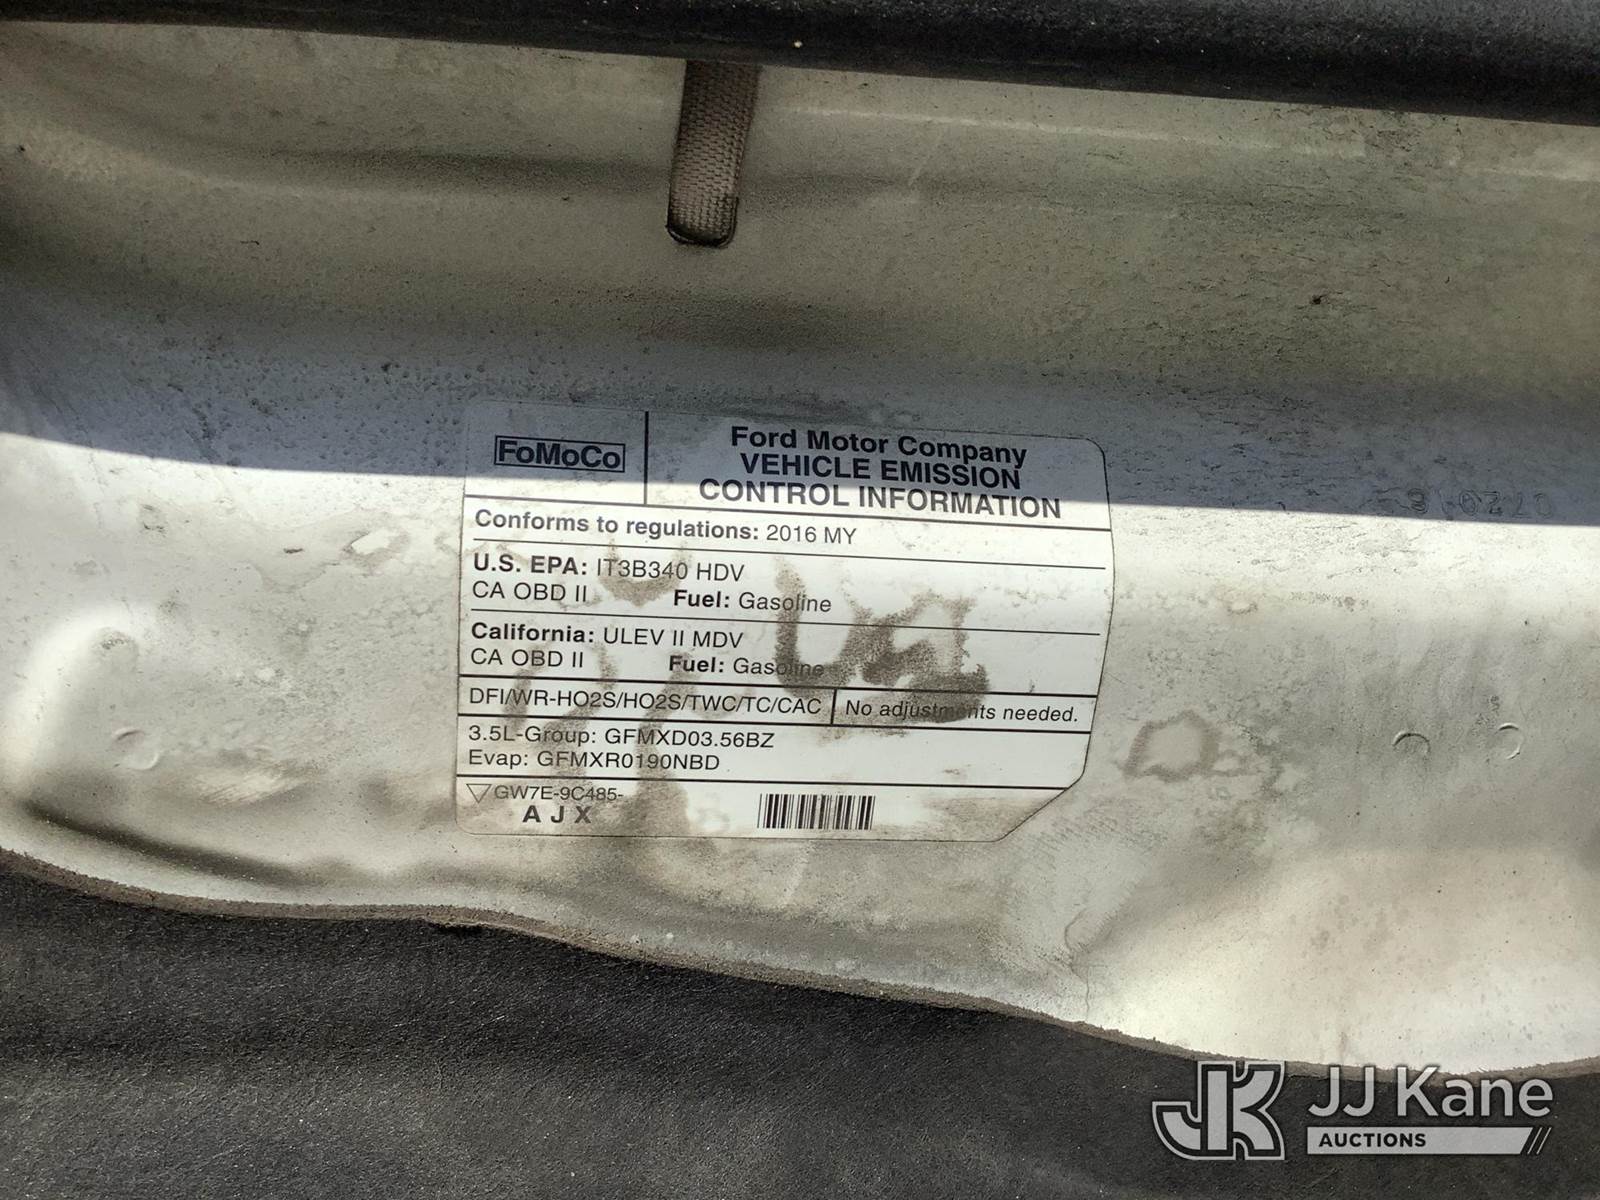 FoMoCo
Ford Motor Company
VEHICLE EMISSION
CONTROL INFORMATION
Conforms to regulations: 2016 MY
U.S. EPA: IT3B340 HDV
CA OBD II Fuel: Gasoline
California: ULEV II MDV
CA OBD II Fuel: Gasoline
DFI/WR-HO2S/HO2S/TWC/TC/CAC No adjustments needed.
3.5L-Group: GFMXD03.56BZ
Evap: GFMXR0190NBD
GW7E-9C485-
AJX
JK JJ Kane
AUCTIONS